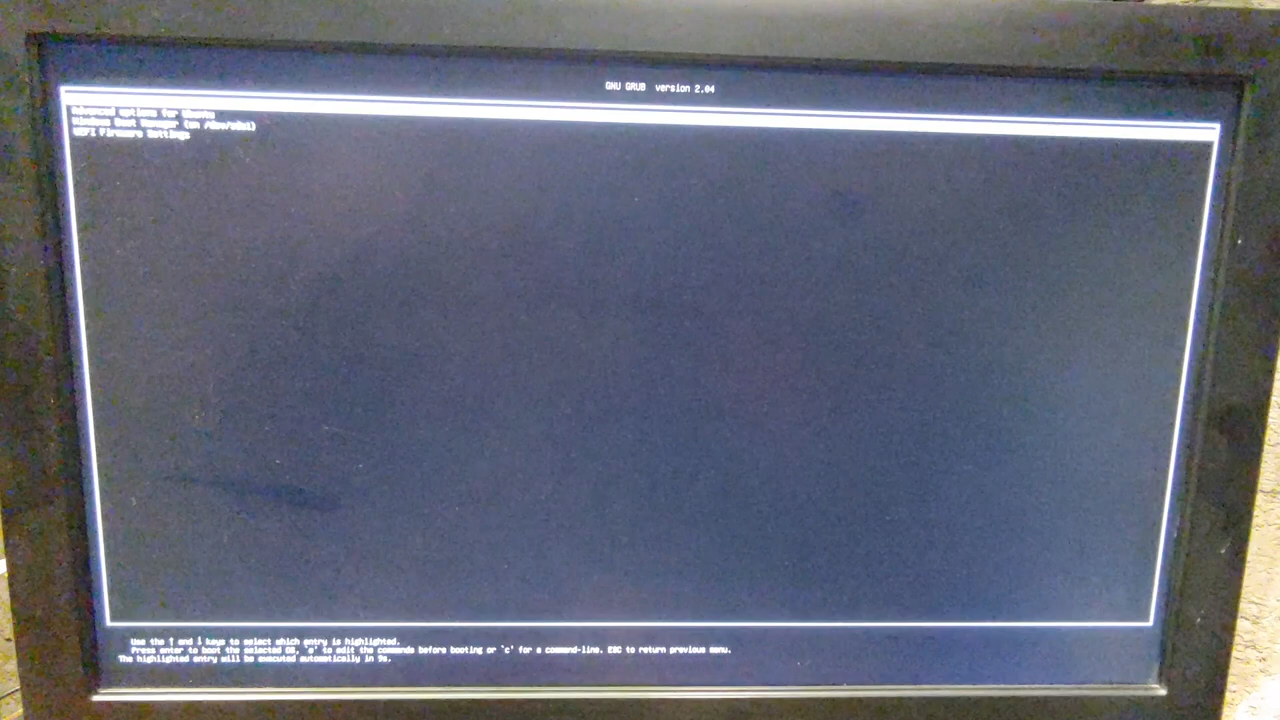 GNU GRUB version 2.04
Advanced options for Ubuntu
Windows Boot Manager (on
UEFI Firmware Settings
Use the ↑ and ↓ keys to select which entry is highlighted.
Press enter to boot the selected OS, `e' to edit the commands before booting or `c' for a command-line. ESC to return previous menu.
The highlighted entry will be executed automatically in 9s.